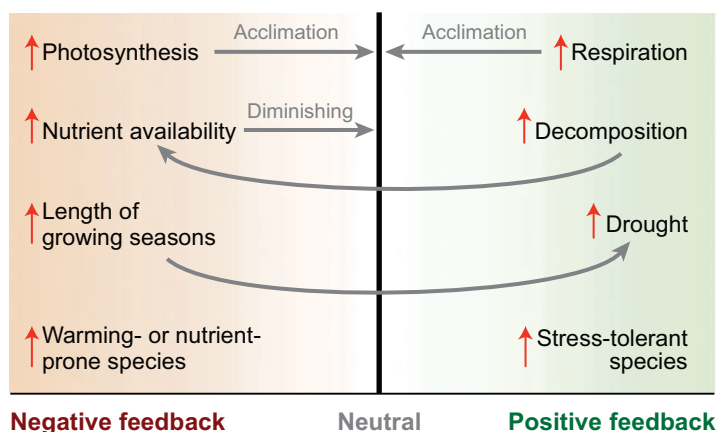 Acclimation
Acclimation
Photosynthesis
Respiration
Diminishing
Nutrient availability
Decomposition
Length of
growing seasons
Drought
Warming- or nutrient-
prone species
Stress-tolerant
species
Negative feedback
Neutral
Positive feedback